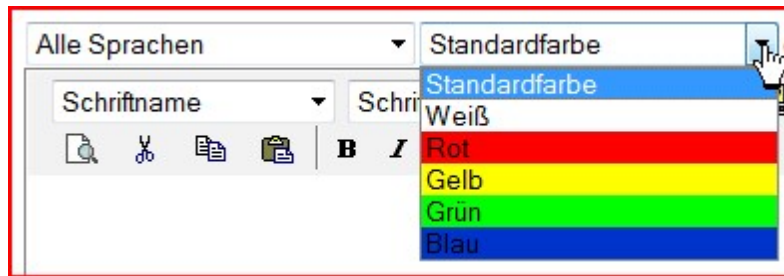 Alle Sprachen Standardfarbe
Standardfarbe
Schriftname
Weiß
B I Rot
Gelb
Grün
Blau